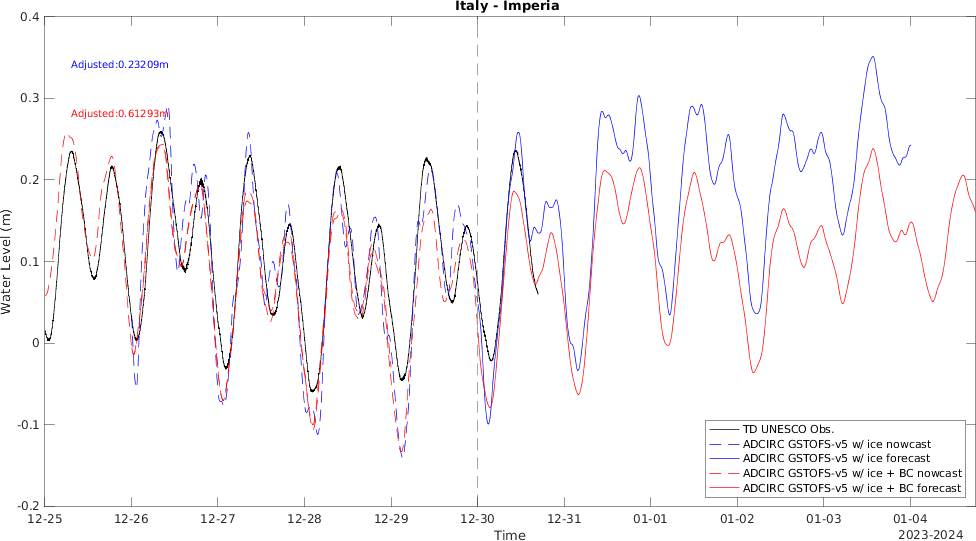 Italy - Imperia
Adjusted:0.23209m
Adjusted:0.61293m
Water Level (m)
0.4
0.3
0.2
0.1
0
-0.1
-0.2
12-25 12-26 12-27 12-28 12-29 12-30 12-31 01-01 01-02 01-03 01-04
Time
2023-2024
TD UNESCO Obs.
ADCIRC GSTOFS-v5 w/ ice nowcast
ADCIRC GSTOFS-v5 w/ ice forecast
ADCIRC GSTOFS-v5 w/ ice + BC nowcast
ADCIRC GSTOFS-v5 w/ ice + BC forecast